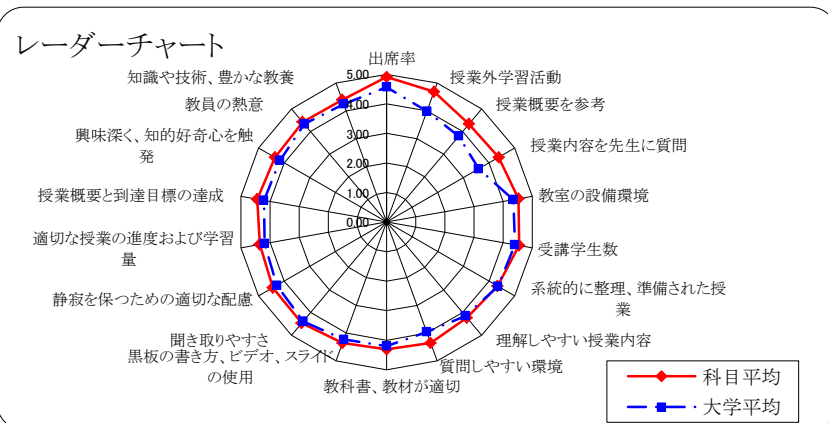 レーダーチャート
出席率
授業外学習活動
授業概要を参考
授業内容を先生に質問
教室の設備環境
受講学生数
系統的に整理、準備された授
業
理解しやすい授業内容
質問しやすい環境
教科書、教材が適切
黒板の書き方、ビデオ、スライド
の使用
聞き取りやすさ
静寂を保つための適切な配慮
適切な授業の進度および学習
量
授業概要と到達目標の達成
興味深く、知的好奇心を触
発
教員の熱意
知識や技術、豊かな教養
5.00
4.00
3.00
2.00
1.00
0.00
科目平均
大学平均